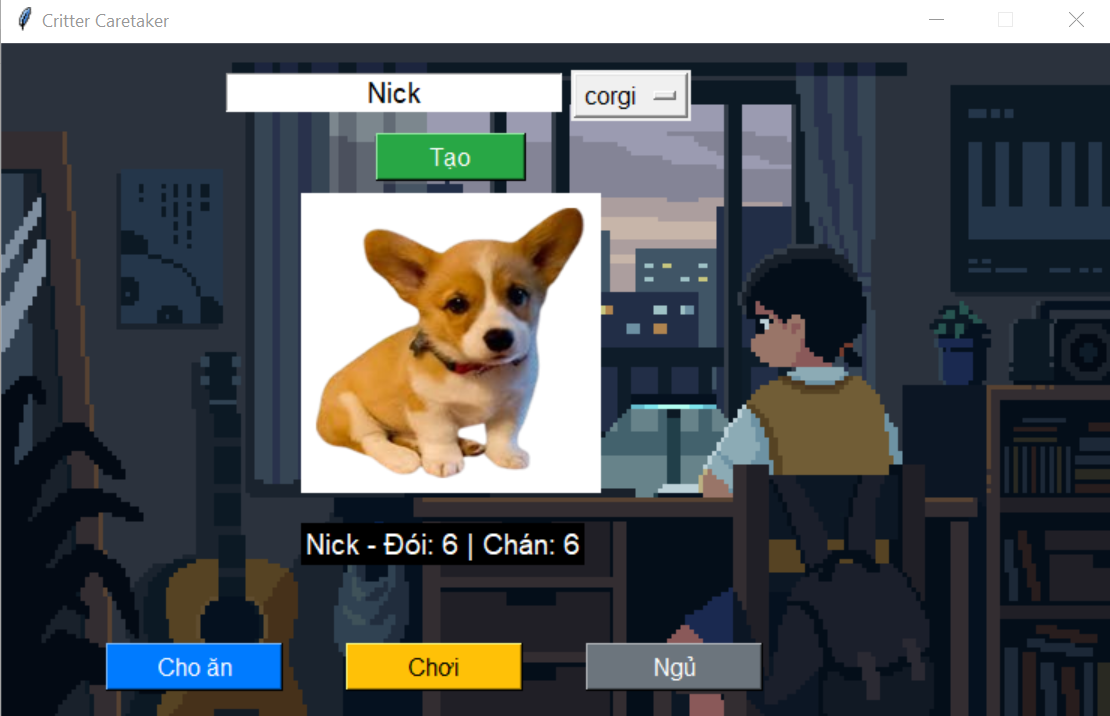 Critter Caretaker
Nick
corgi
Tạo
Nick - Đói: 6 | Chán: 6
Cho ăn
Chơi
Ngủ